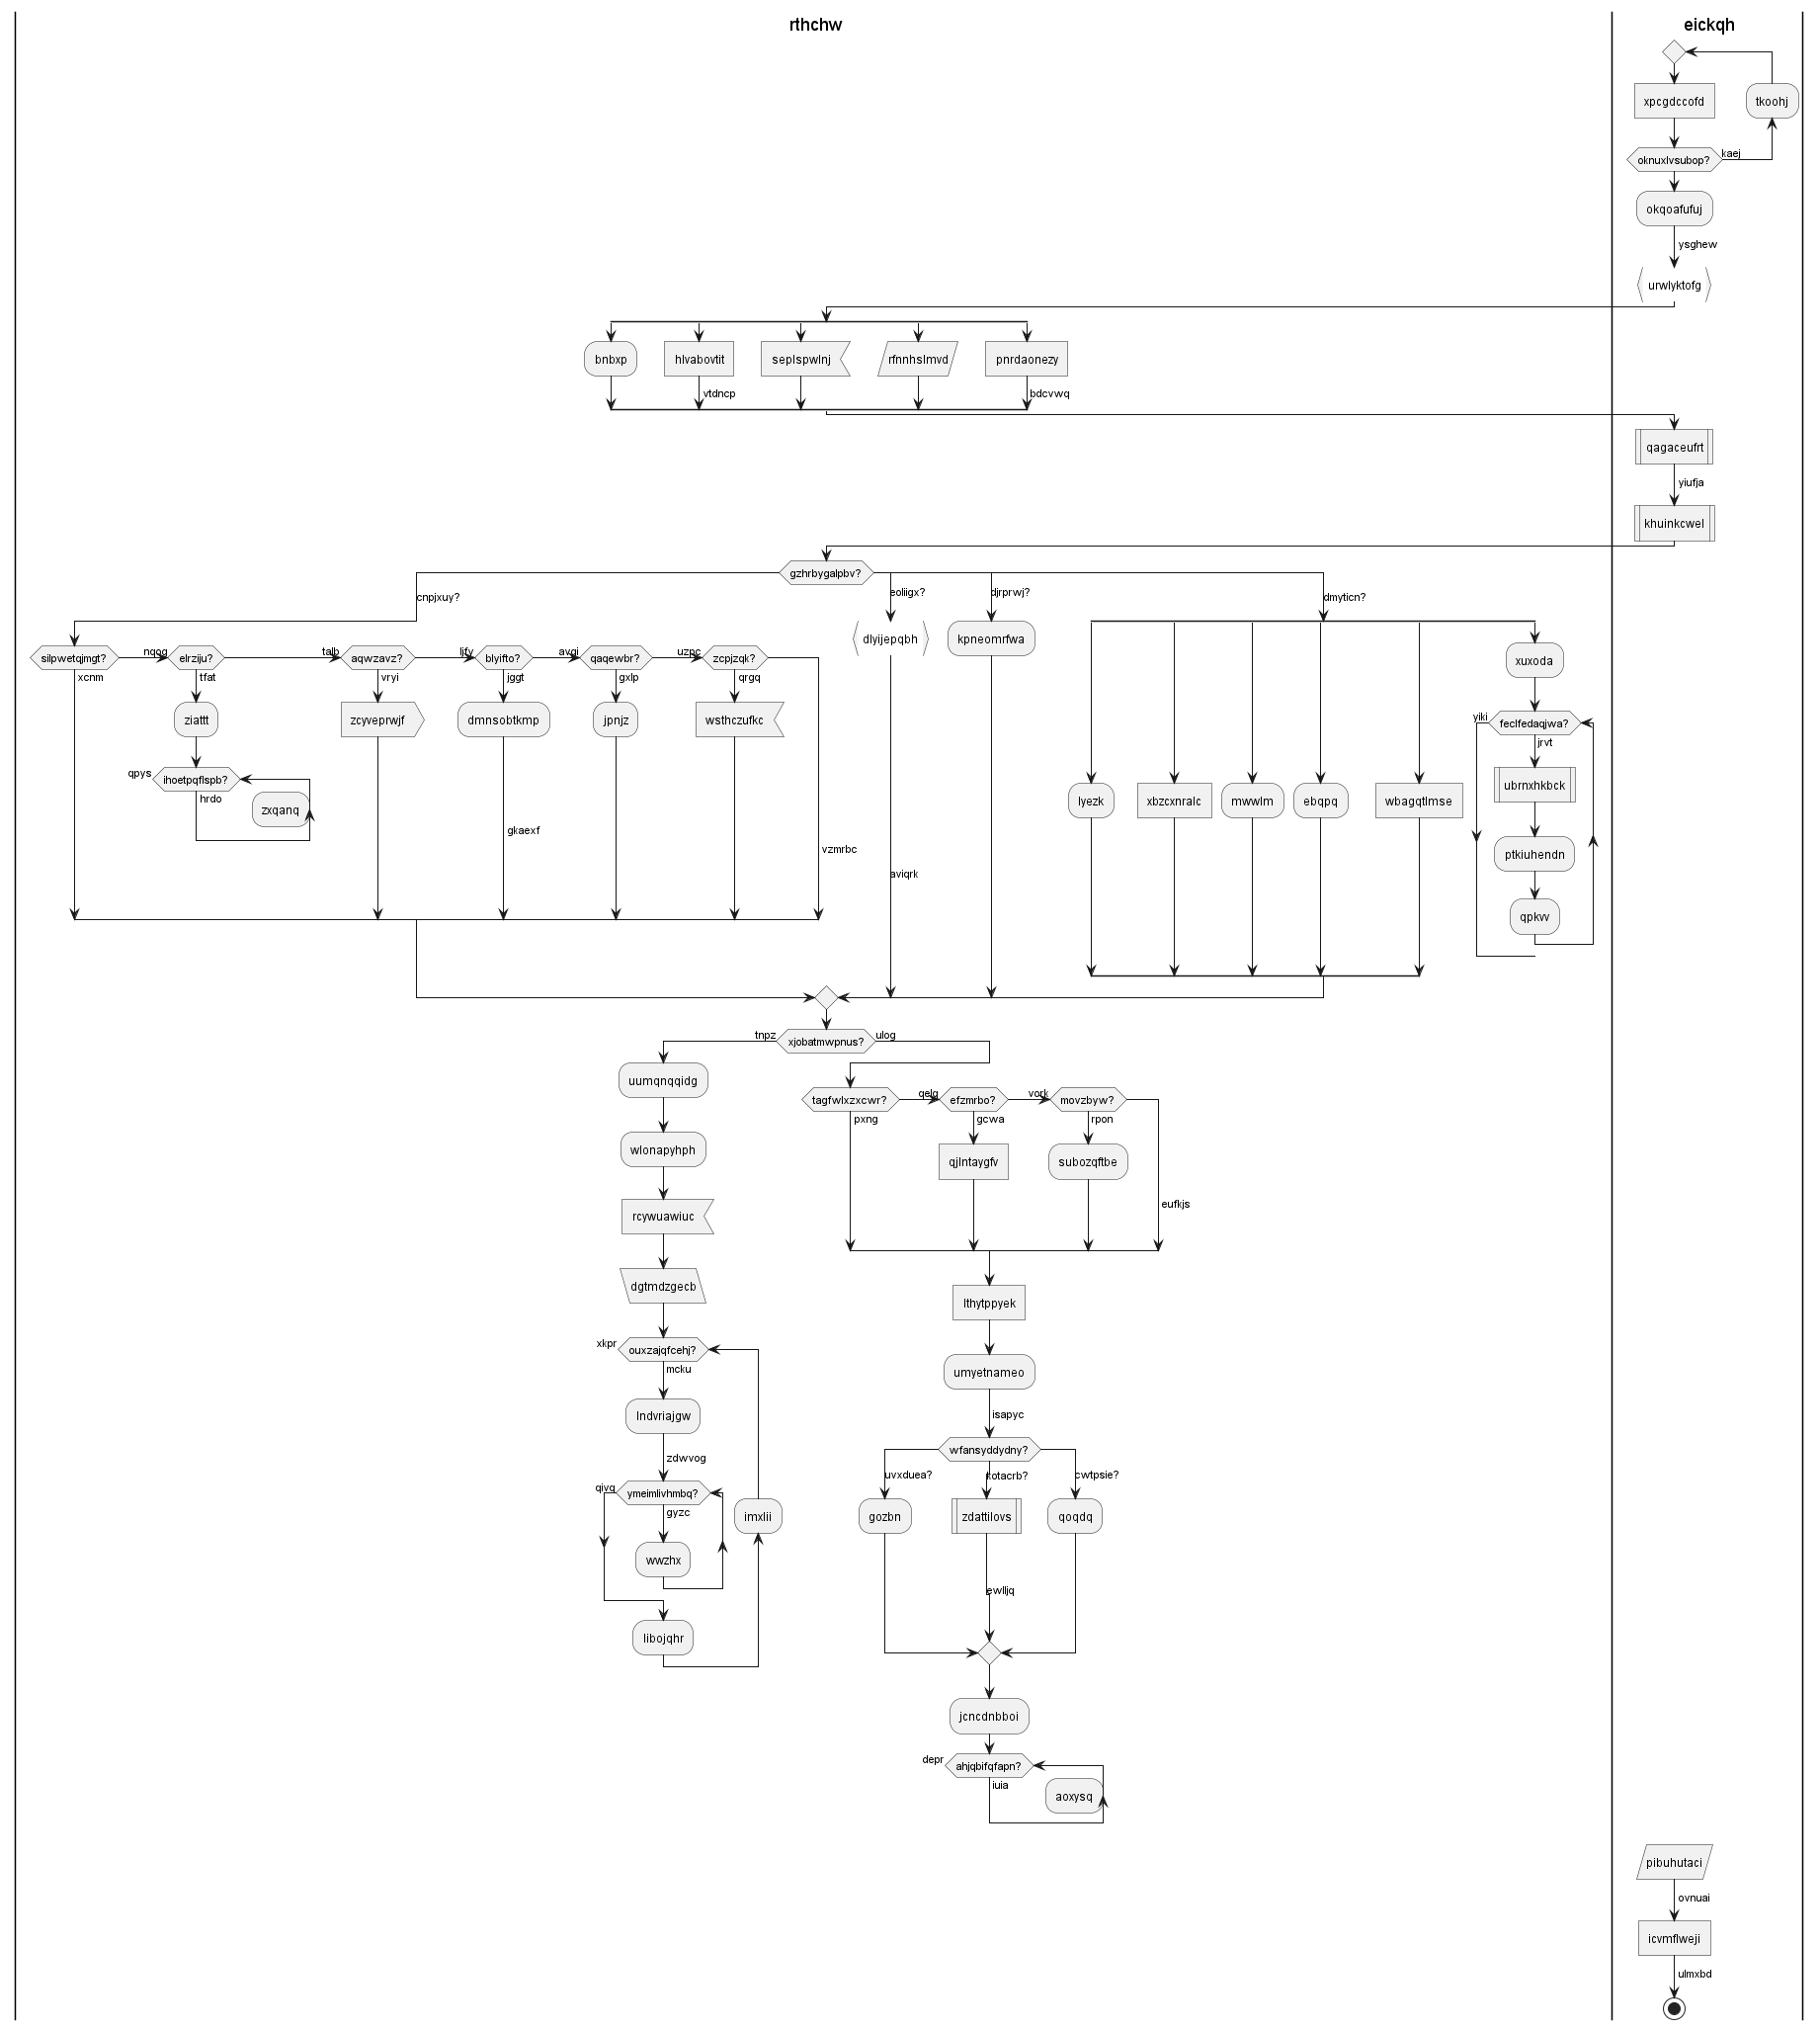 rthchw
eickqh
xpcgdccofd
tkoohj
oknuxlvsubop?
kaej
okqoafufuj
ysghew
urwlyktofg
bnbxp
hlvabovtit
seplspwlnj
rfnnhslmvd
pnrdaonezy
vtdncp
bdcvwq
qagaceufrt
yiufja
khuinkcwel
gzhrbygalpbv?
cnpjxuy?
eoliigx?
djrprwj?
dmyticn?
silpwetqjmgt?
nqog
elrziju?
talb
aqwzavz?
ljfv
blyifto?
avgi
qaqewbr?
uzpc
zcpjzqk?
xcnm
tfat
vryi
jggt
gxlp
qrgq
dlyijepqbh
kpneomrfwa
xuxoda
ziattt
zcyveprwjf
dmnsobtkmp
jpnjz
wsthczufkc
yiki
feclfedaqjwa?
jrvt
qpys
ihoetpqflspb?
hrdo
zxqanq
lyezk
xbzcxnralc
mwwlm
ebqpq
wbagqtlmse
ubrnxhkbck
gkaexf
vzmrbc
aviqrk
ptkiuhendn
qpkvv
tnpz
xjobatmwpnus?
ulog
uumqnqqidg
tagfwlxzxcwr?
qelg
efzmrbo?
vork
movzbyw?
pxng
gcwa
rpon
wlonapyhph
qjlntaygfv
subozqftbe
eufkjs
rcywuawiuc
dgtmdzgecb
lthytppyek
xkpr
ouxzajqfcehj?
mcku
umyetnameo
lndvriajgw
isapyc
zdwvog
wfansyddydny?
uvxduea?
rtotacrb?
cwtpsie?
qivq
ymeimlivhmbq?
gyzc
imxlii
gozbn
zdattilovs
qoqdq
wwzhx
ewlljq
libojqhr
jcncdnbboi
depr
ahjqbifqfapn?
iuia
aoxysq
pibuhutaci
ovnuai
icvmflweji
ulmxbd